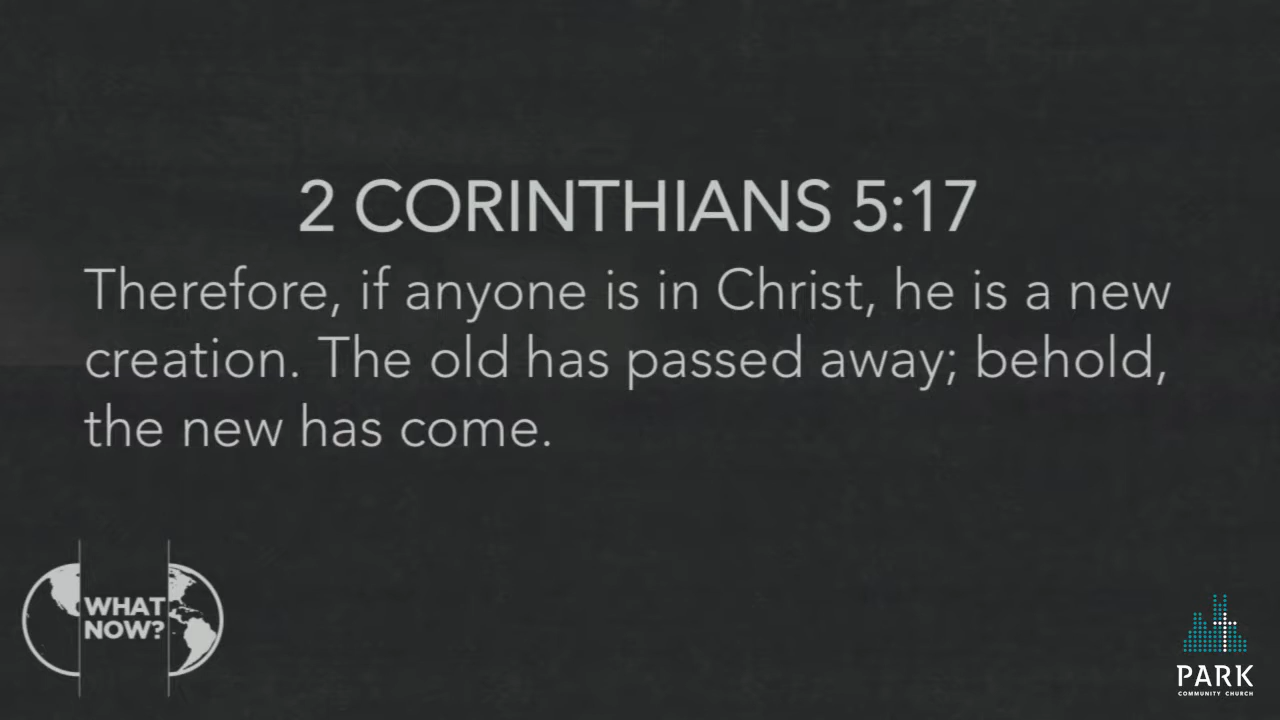 2 CORINTHIANS 5:17
Therefore, if anyone is in Christ, he is a new
creation. The old has passed away; behold,
the new has come.
WHAT
NOW?
PARK
COMMUNITY CHURCH